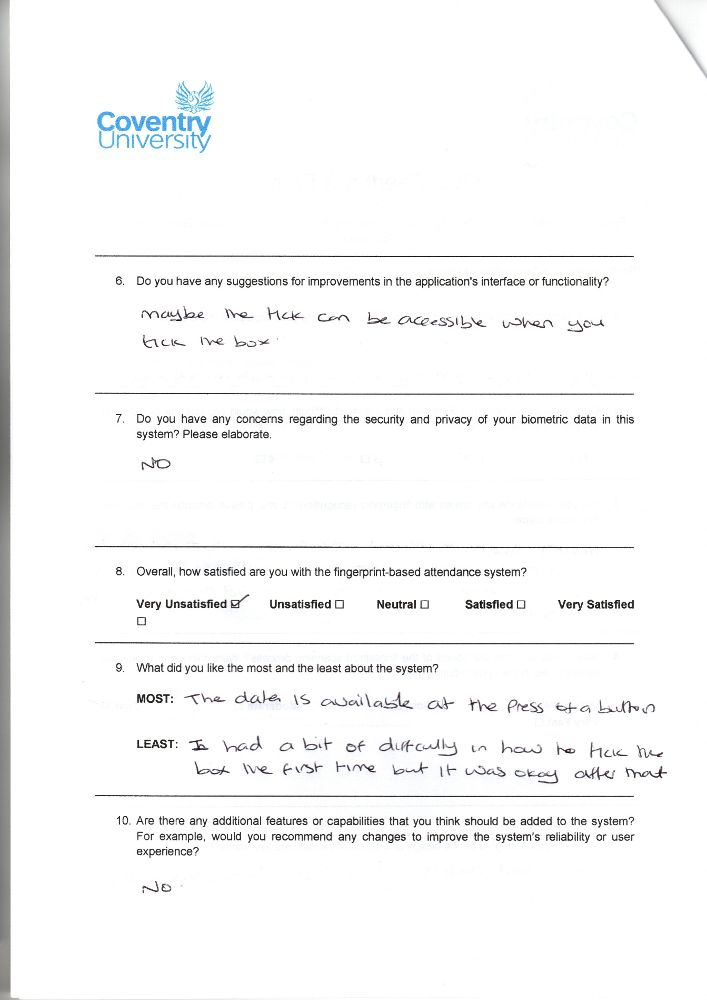 Coventry
University
6. Do you have any suggestions for improvements in the application's interface or functionality?
maybe the tick can be accessible when you
tick the box.
7. Do you have any concerns regarding the security and privacy of your biometric data in this
system? Please elaborate.
NO
8. Overall, how satisfied are you with the fingerprint-based attendance system?
Very Unsatisfied ☑ Unsatisfied ☐ Neutral ☐ Satisfied ☐ Very Satisfied
☐
9. What did you like the most and the least about the system?
MOST: The data is available at the press of a button
LEAST: I had a bit of difficulty in how to tick the
box the first time but it was okay after that
10. Are there any additional features or capabilities that you think should be added to the system?
For example, would you recommend any changes to improve the system's reliability or user
experience?
No.